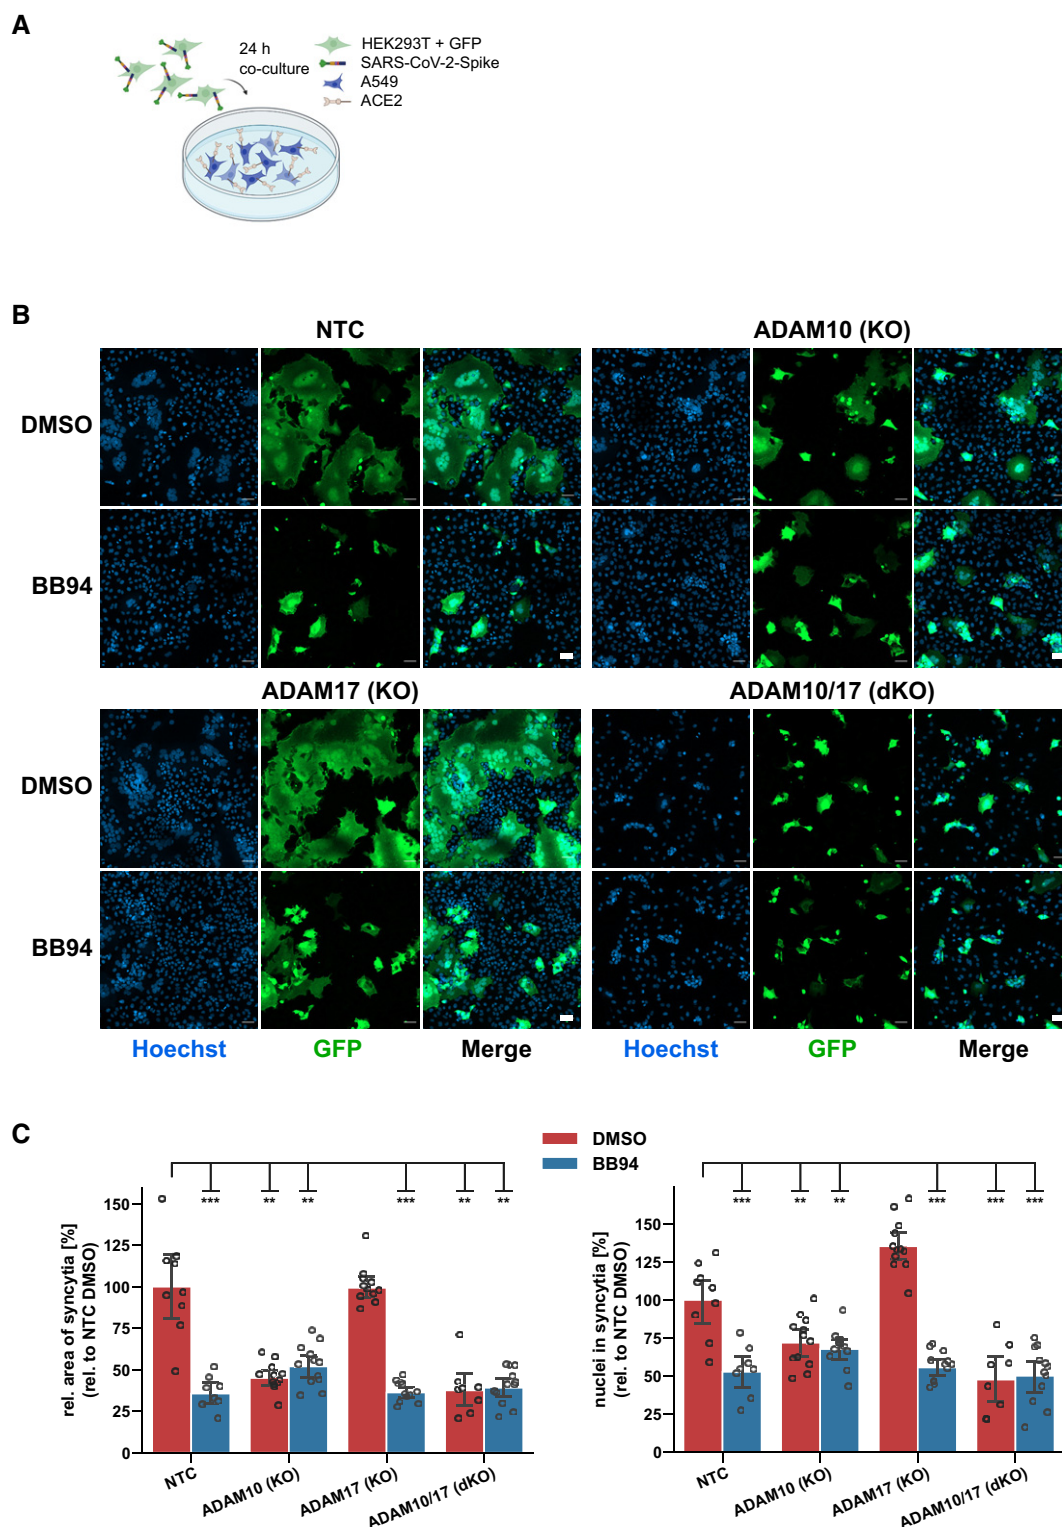 A
24 h
co-culture
HEK293T + GFP
SARS-CoV-2-Spike
A549
ACE2
B
NTC
ADAM10 (KO)
DMSO
BB94
ADAM17 (KO)
ADAM10/17 (dKO)
DMSO
BB94
Hoechst GFP Merge Hoechst GFP Merge
C
DMSO
BB94
*** ** ** *** ** **
rel. area of syncytia [%]
(rel. to NTC DMSO)
150
125
100
75
50
25
0
NTC
ADAM10 (KO)
ADAM17 (KO)
ADAM10/17 (dKO)
*** ** ** *** *** ***
nuclei in syncytia [%]
(rel. to NTC DMSO)
150
125
100
75
50
25
0
NTC
ADAM10 (KO)
ADAM17 (KO)
ADAM10/17 (dKO)